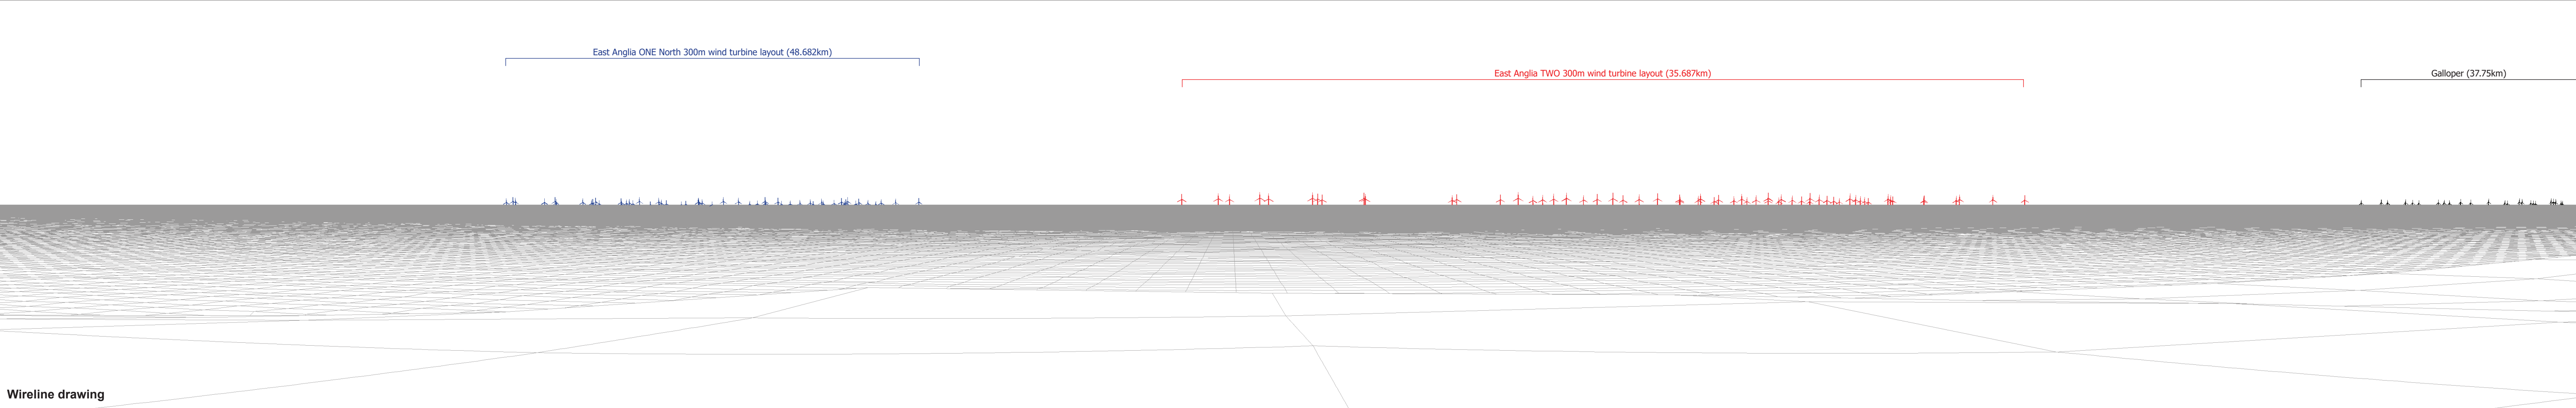 East Anglia ONE North 300m wind turbine layout (48.682km)
East Anglia TWO 300m wind turbine layout (35.687km)
Galloper (37.75km)
Wireline drawing